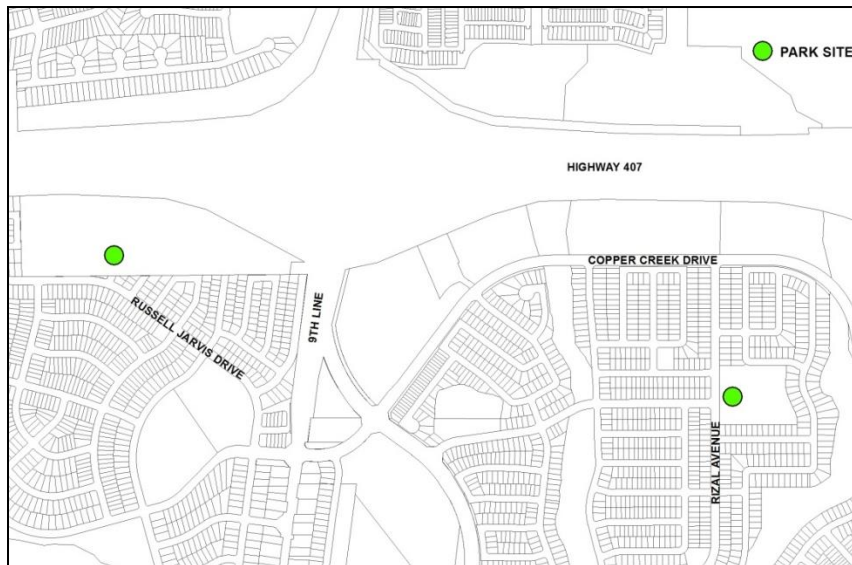 PARK SITE
HIGHWAY 407
COPPER CREEK DRIVE
RUSSELL JARVIS DRIVE
9TH LINE
RIZAL AVENUE